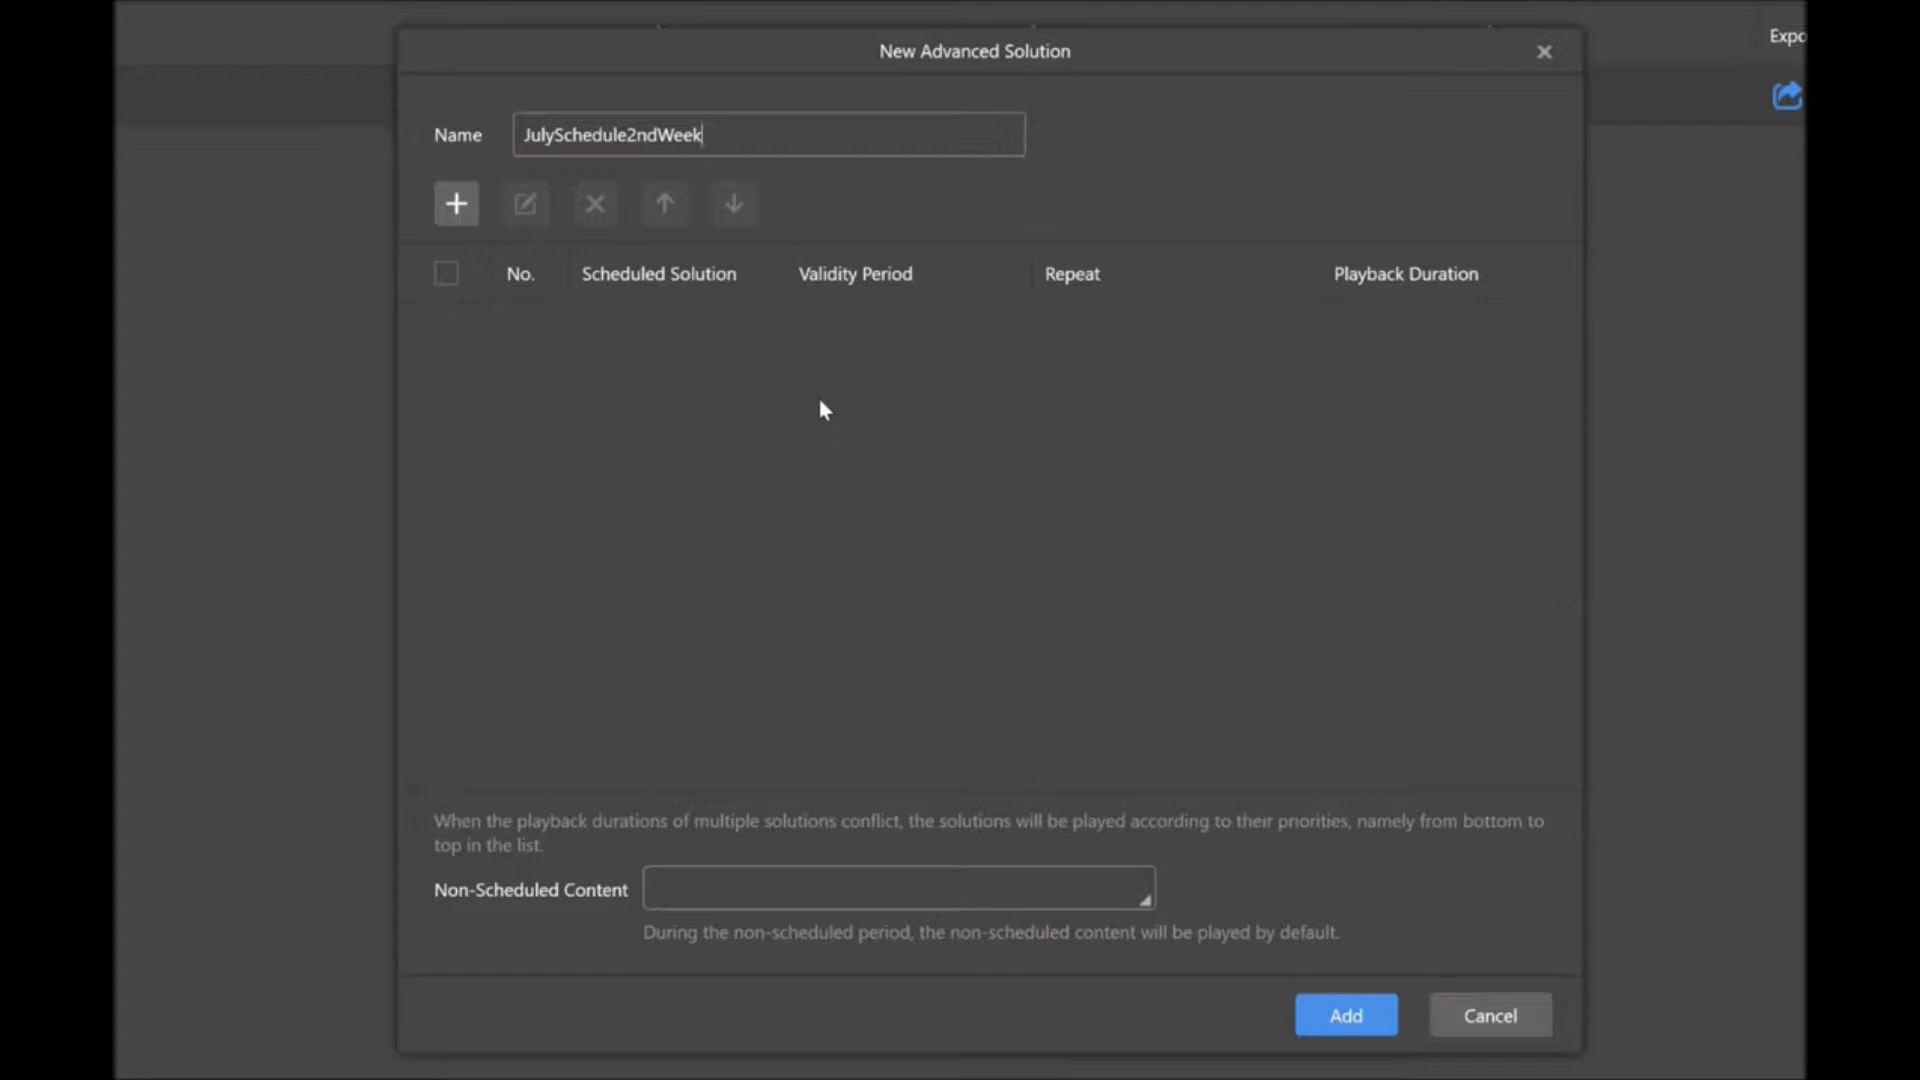 Expo
New Advanced Solution
Name JulySchedule2ndWeek
No. Scheduled Solution Validity Period Repeat Playback Duration
When the playback durations of multiple solutions conflict, the solutions will be played according to their priorities, namely from bottom to
top in the list.
Non-Scheduled Content
During the non-scheduled period, the non-scheduled content will be played by default.
Add Cancel